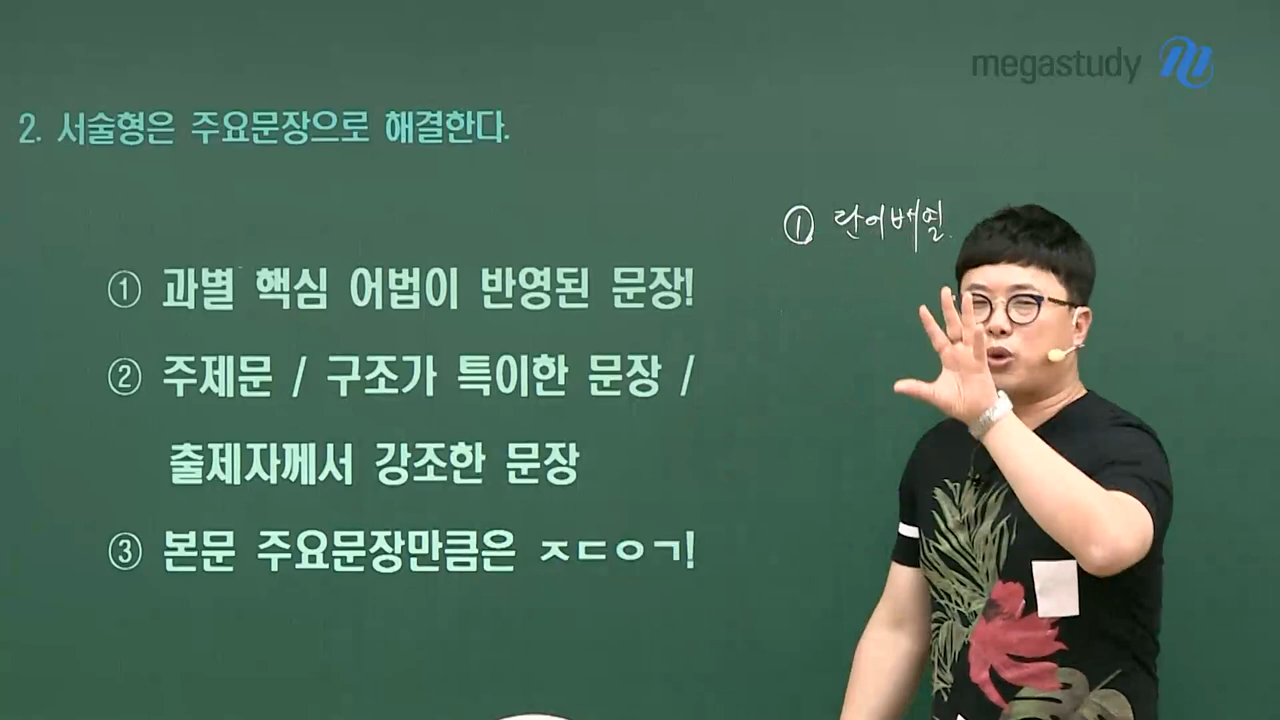 megastudy
2. 서술형은 주요문장으로 해결한다.
① 단어배열.
① 과별 핵심 어법이 반영된 문장!
② 주제문 / 구조가 특이한 문장 /
출제자께서 강조한 문장
③ 본문 주요문장만큼은 ㅈㄷㅇㄱ!